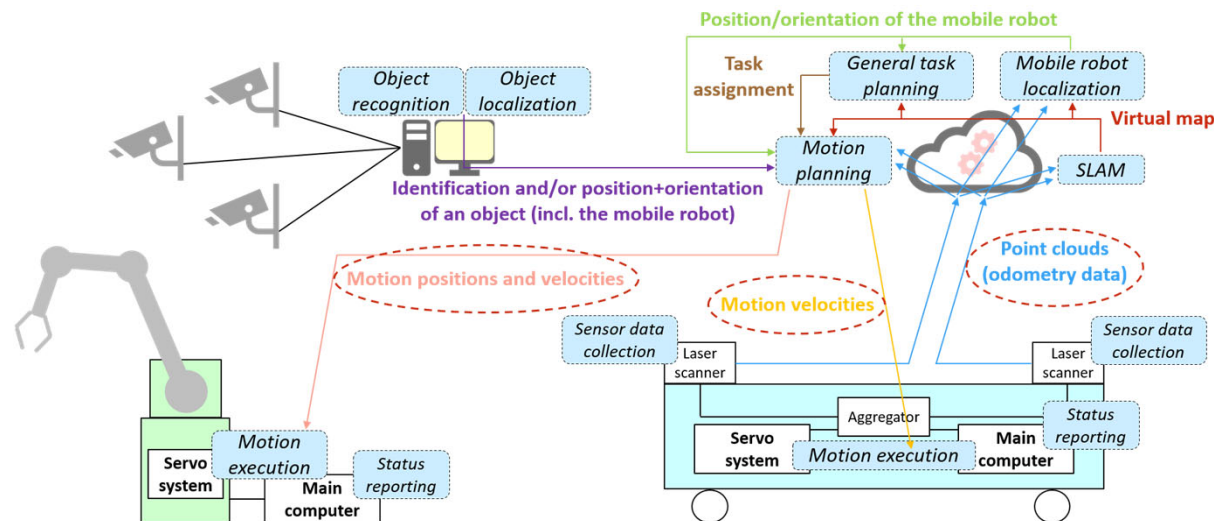 Position/orientation of the mobile robot
Object
recognition
Object
localization
Task
assignment
General task
planning
Mobile robot
localization
Virtual map
Motion
planning
SLAM
Identification and/or position+orientation
of an object (incl. the mobile robot)
Motion positions and velocities
Motion velocities
Point clouds
(odometry data)
Sensor data
collection
Laser
scanner
Laser
scanner
Sensor data
collection
Aggregator
Status
reporting
Servo
system
Motion execution
Main
computer
Motion
execution
Servo
system
Main
computer
Status
reporting